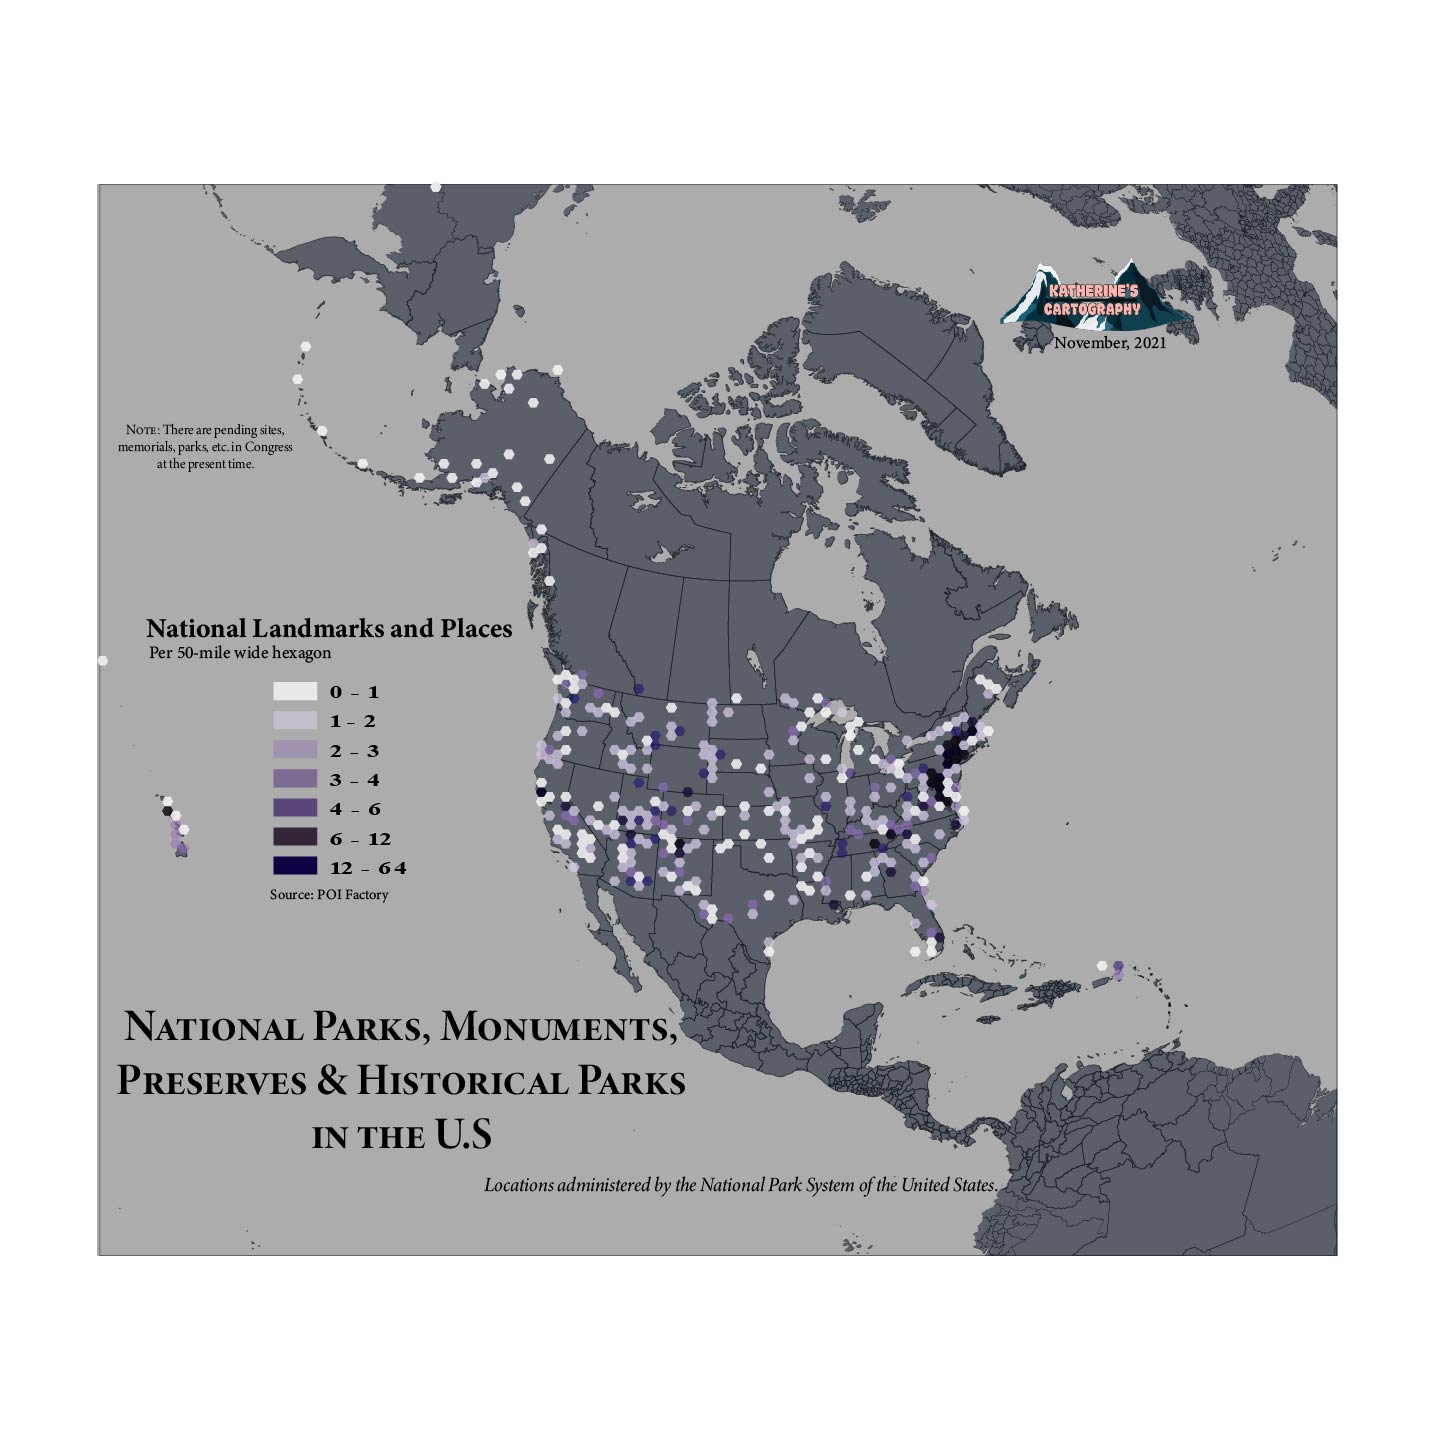 KATHERINE'S
CARTOGRAPHY
November, 2021
NOTE: There are pending sites,
memorials, parks, etc. in Congress
at the present time.
National Landmarks and Places
Per 50-mile wide hexagon
0 - 1
1 - 2
2 - 3
3 - 4
4 - 6
6 - 12
12 - 64
Source: POI Factory
NATIONAL PARKS, MONUMENTS,
PRESERVES & HISTORICAL PARKS
IN THE U.S
Locations administered by the National Park System of the United States.